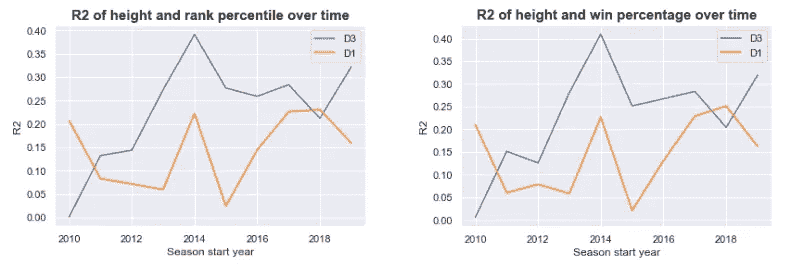 R2 of height and rank percentile over time
0.40
0.35
0.30
0.25
0.20
0.15
0.10
0.05
0.00
R2
D3
D1
2010 2012 2014 2016 2018
Season start year
R2 of height and win percentage over time
0.40
0.35
0.30
0.25
0.20
0.15
0.10
0.05
0.00
R2
D3
D1
2010 2012 2014 2016 2018
Season start year